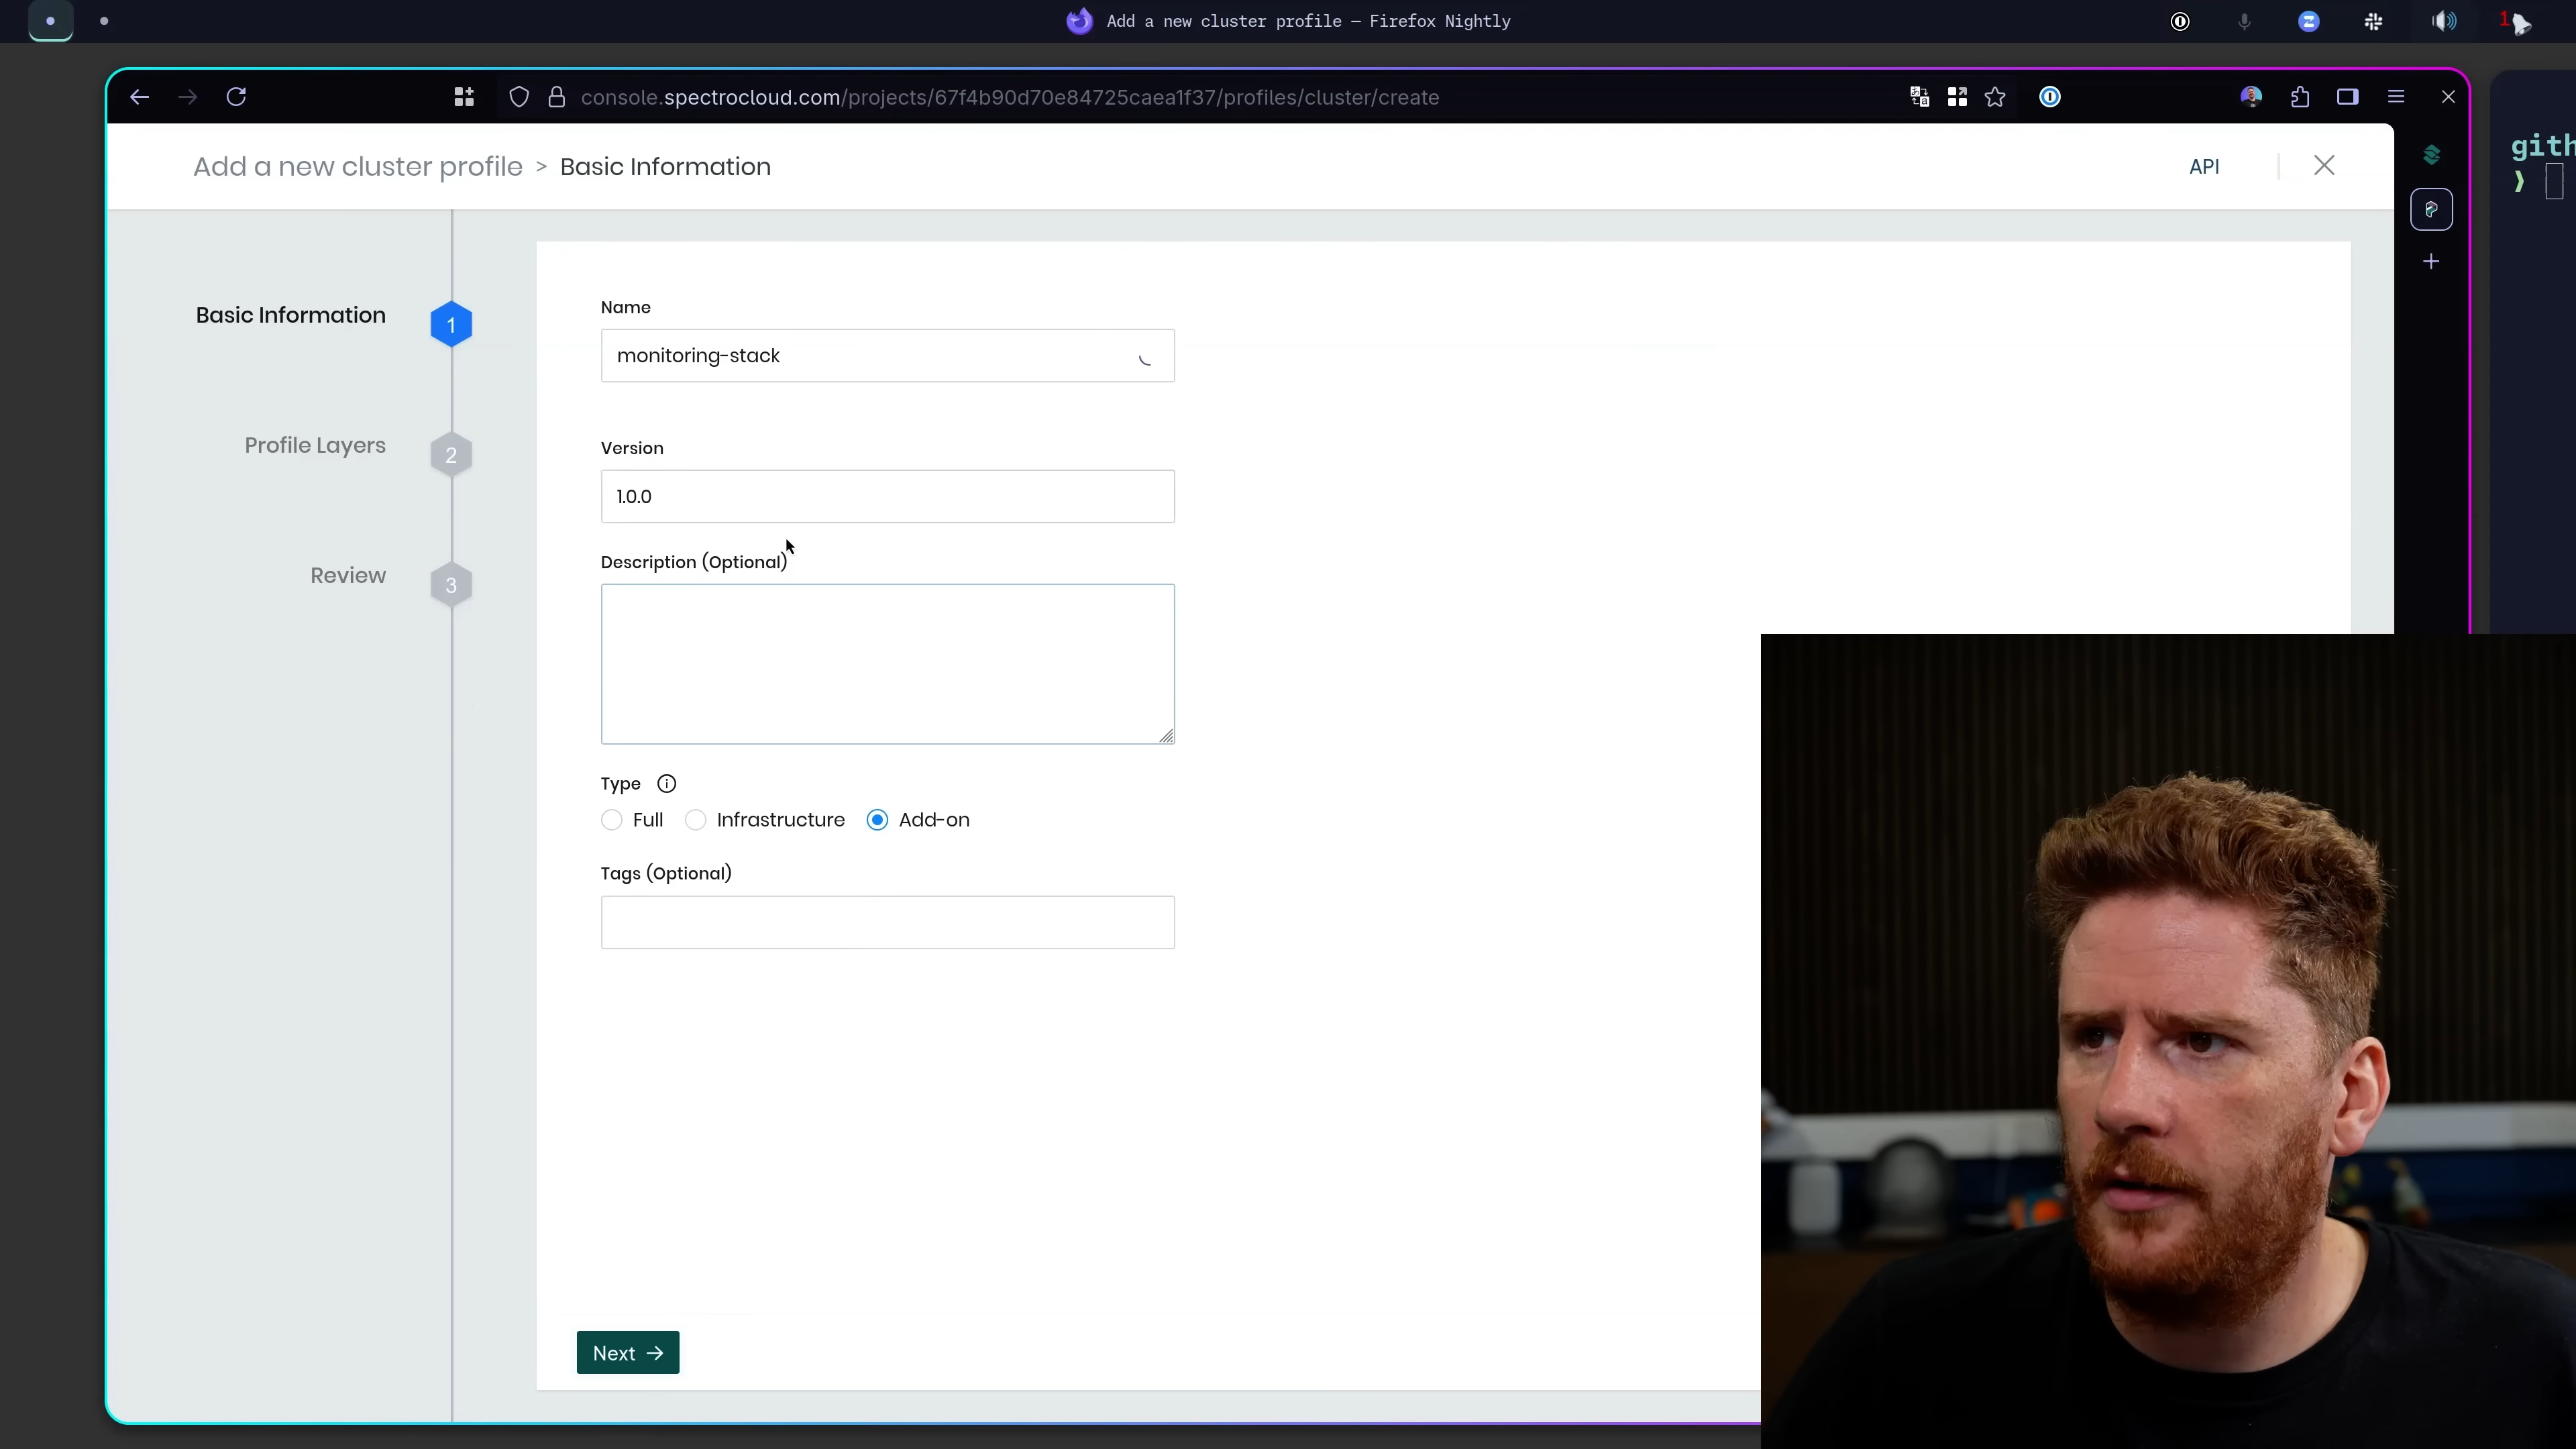 Add a new cluster profile — Firefox Nightly
1
console.spectrocloud.com/projects/67f4b90d70e84725caea1f37/profiles/cluster/create
Add a new cluster profile > Basic Information
API
gith
Basic Information
1
Profile Layers
2
Review
3
Name
monitoring-stack
Version
1.0.0
Description (Optional)
Type
Full
Infrastructure
Add-on
Tags (Optional)
Next →